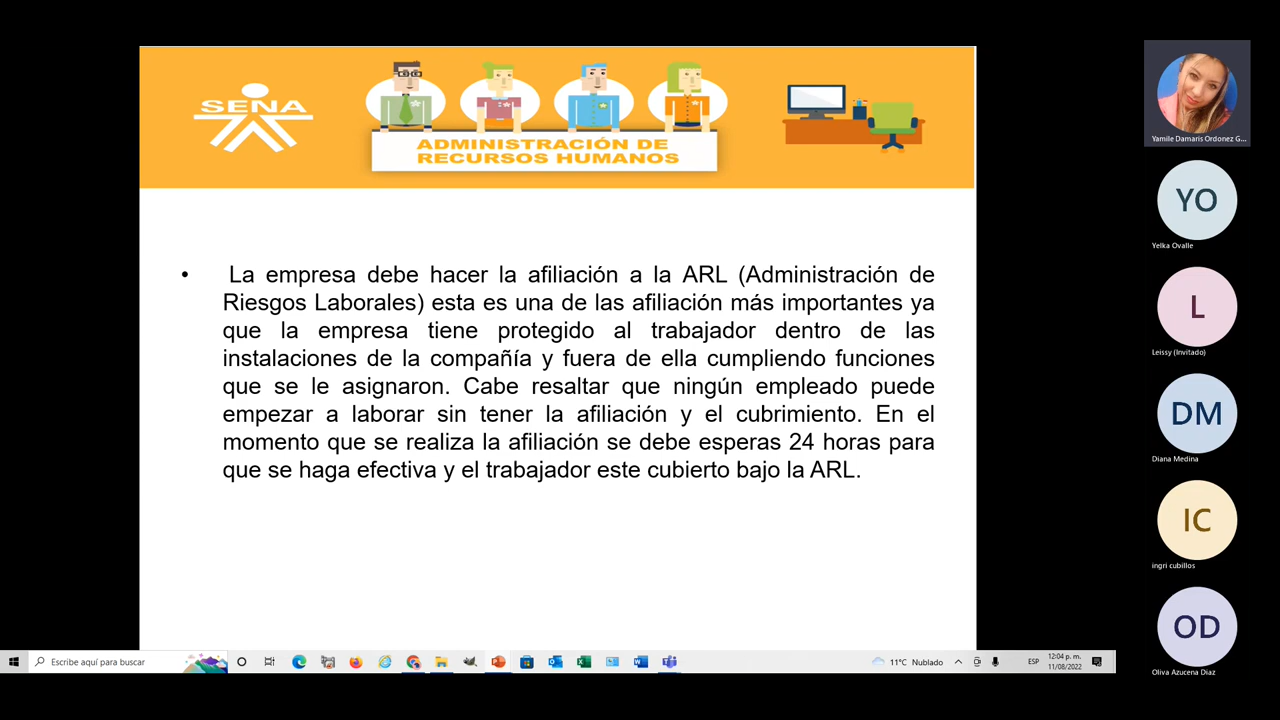 SENA
ADMINISTRACIÓN DE
RECURSOS HUMANOS
• La empresa debe hacer la afiliación a la ARL (Administración de
Riesgos Laborales) esta es una de las afiliación más importantes ya
que la empresa tiene protegido al trabajador dentro de las
instalaciones de la compañía y fuera de ella cumpliendo funciones
que se le asignaron. Cabe resaltar que ningún empleado puede
empezar a laborar sin tener la afiliación y el cubrimiento. En el
momento que se realiza la afiliación se debe esperas 24 horas para
que se haga efectiva y el trabajador este cubierto bajo la ARL.
Yamile Damaris Ordonez G...
YO
Yelka Ovalle
L
Leissy (Invitado)
DM
Diana Medina
IC
ingri cubillos
OD
Oliva Azucena Diaz
Escribe aquí para buscar
11°C Nublado
ESP
12:04 p. m.
11/08/2022